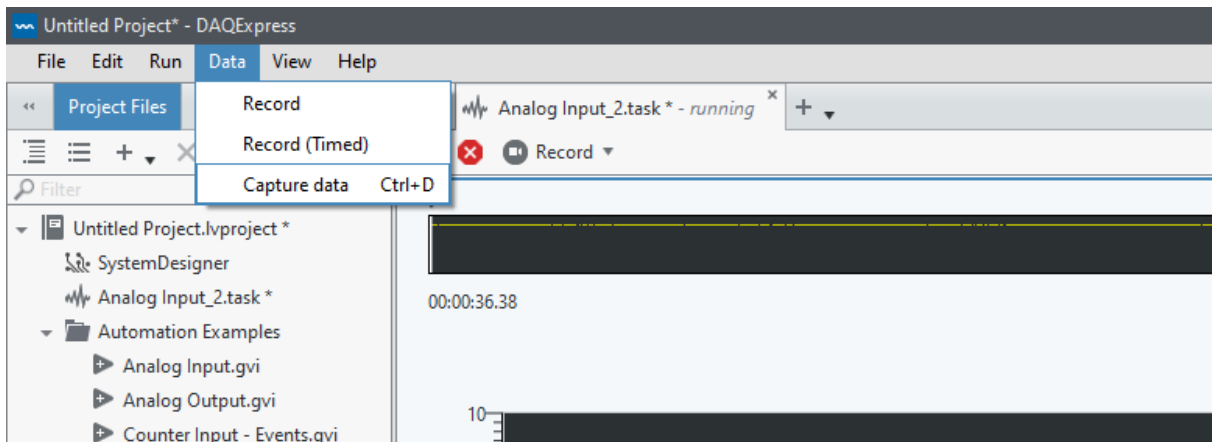 Untitled Project* - DAQExpress
File Edit Run Data View Help
Project Files
Record
Record (Timed)
Capture data Ctrl+D
Analog Input_2.task * - running
Record
Filter
Untitled Project.lvproject *
SystemDesigner
Analog Input_2.task *
Automation Examples
Analog Input.gvi
Analog Output.gvi
Counter Input - Events.gvi
00:00:36.38
10